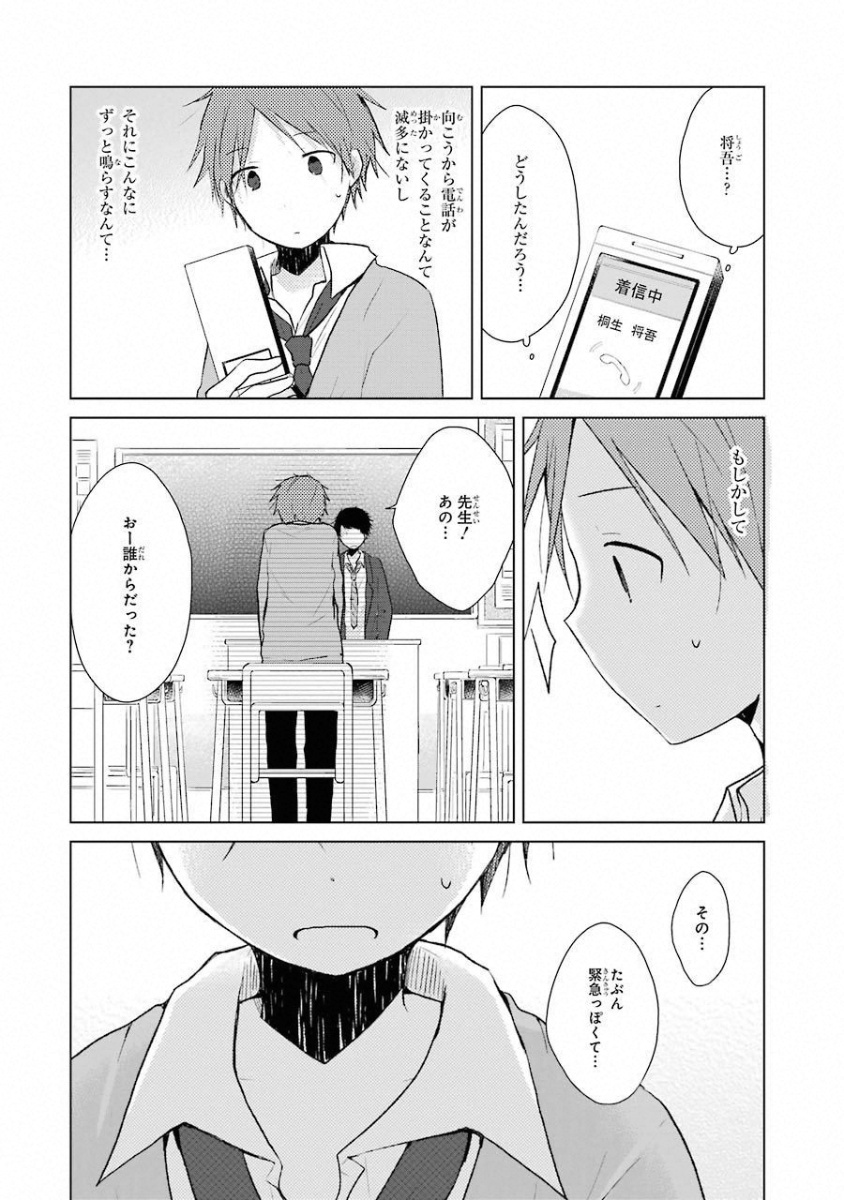 将吾…？
どうしたんだろう…
着信中
桐生 将吾
向こうから電話が
掛かってくることなんて
滅多にないし
それにこんなに
ずっと鳴らすなんて…
もしかして
先生！
あの…
おー誰からだった？
その…
たぶん
緊急っぽくて…